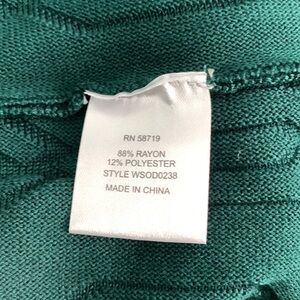 RN 58719
88% RAYON
12% POLYESTER
STYLE WSOD0238
MADE IN CHINA